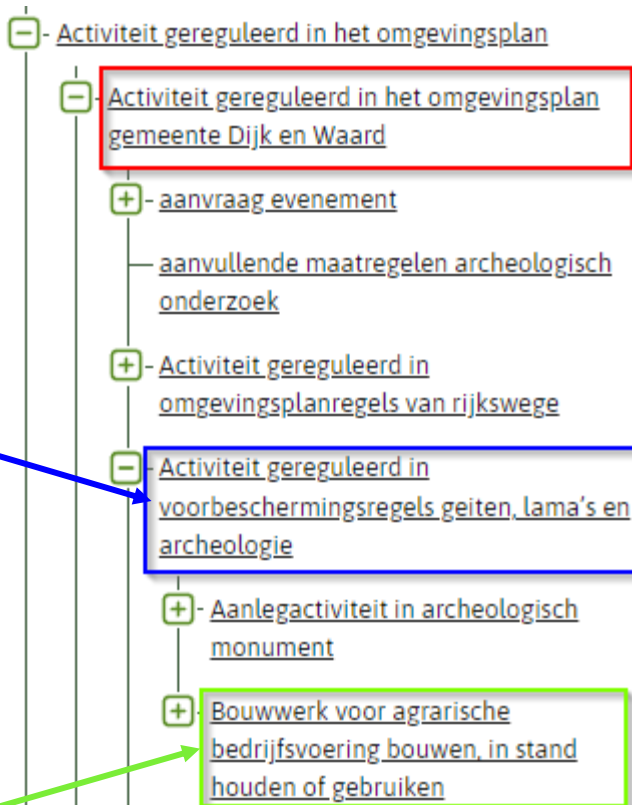 Activiteit gereguleerd in het omgevingsplan
Activiteit gereguleerd in het omgevingsplan
gemeente Dijk en Waard
aanvraag evenement
aanvullende maatregelen archeologisch
onderzoek
Activiteit gereguleerd in
omgevingsplanregels van rijkswege
Activiteit gereguleerd in
voorbeschermingsregels geiten, lama's en
archeologie
Aanlegactiviteit in archeologisch
monument
Bouwwerk voor agrarische
bedrijfsvoering bouwen, in stand
houden of gebruiken